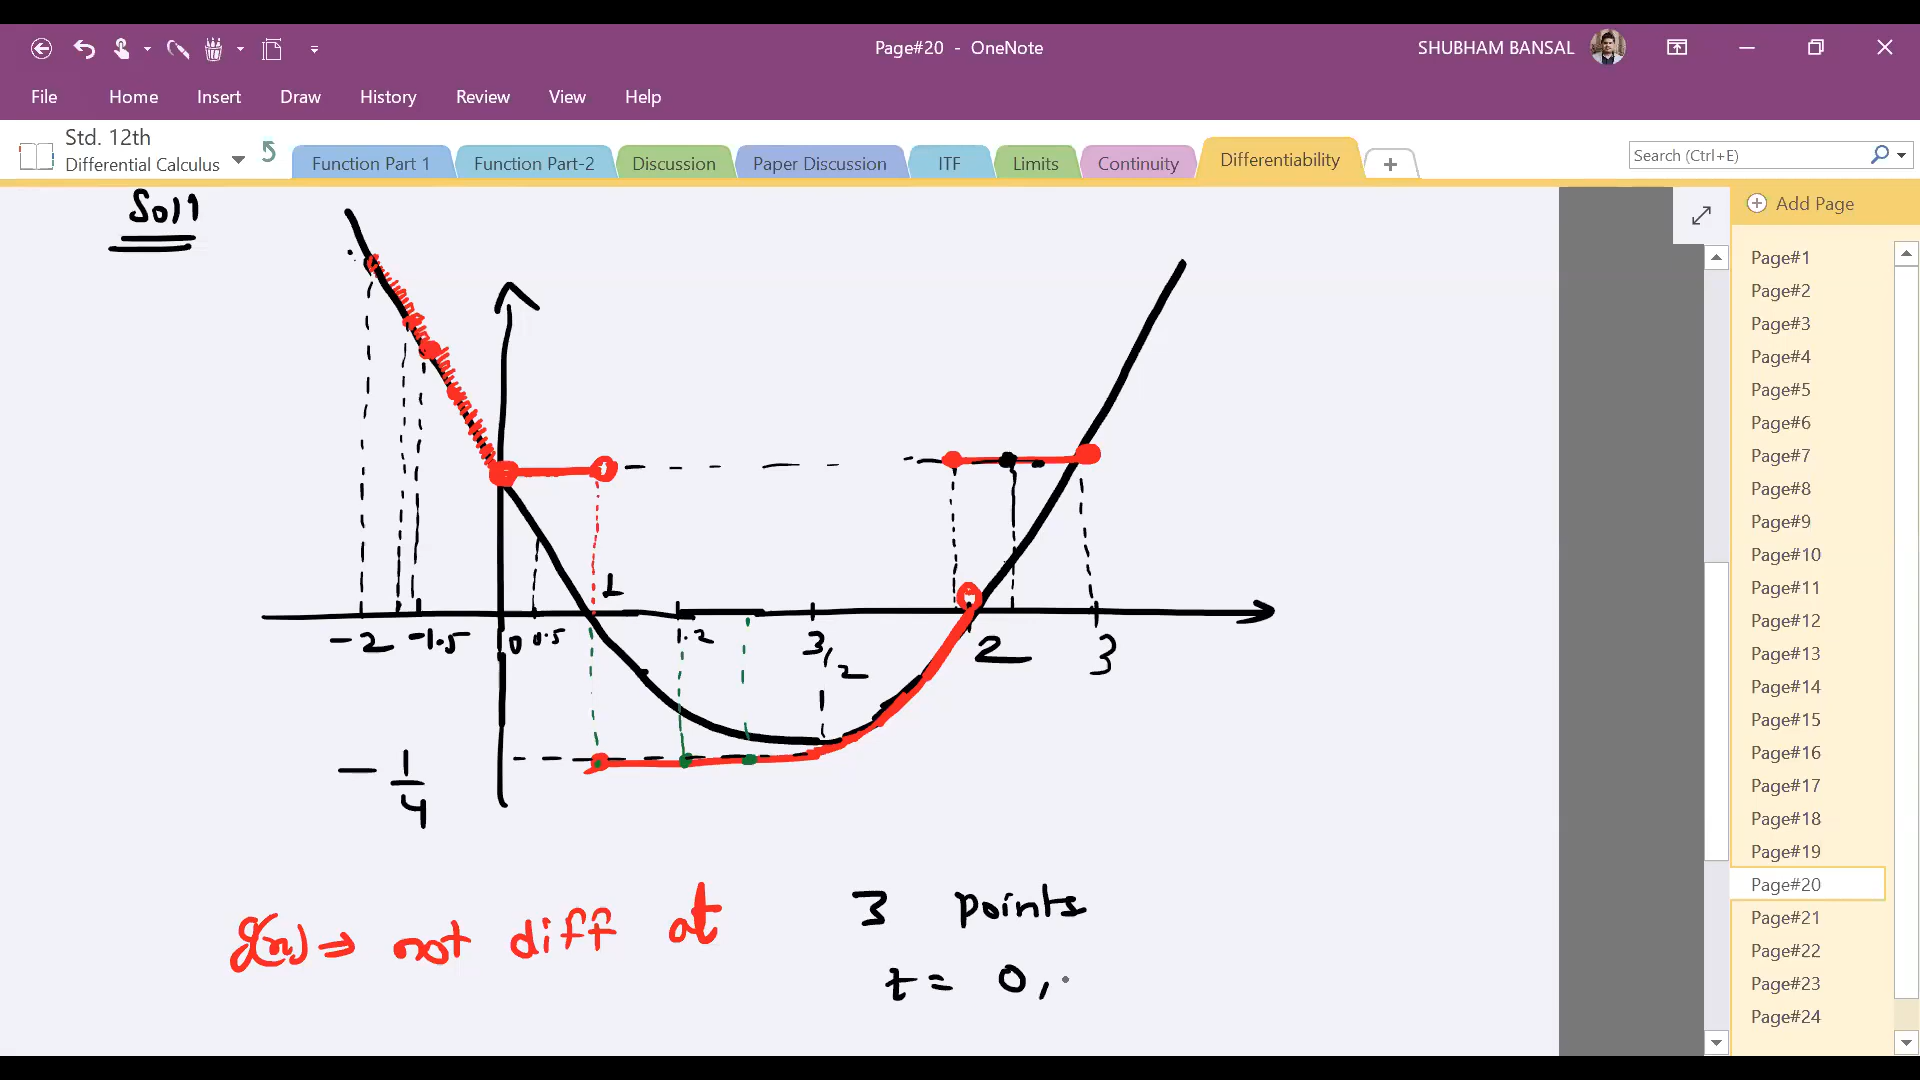 Page#20 - OneNote
SHUBHAM BANSAL
File Home Insert Draw History Review View Help
Std. 12th
Differential Calculus
Function Part 1
Function Part-2
Discussion
Paper Discussion
ITF
Limits
Continuity
Differentiability
Search (Ctrl+E)
Add Page
Page#1
Page#2
Page#3
Page#4
Page#5
Page#6
Page#7
Page#8
Page#9
Page#10
Page#11
Page#12
Page#13
Page#14
Page#15
Page#16
Page#17
Page#18
Page#19
Page#20
Page#21
Page#22
Page#23
Page#24
Soln
1
-2 -1.5 0 0.5 1.2 3/2 2 3
- 1/4
g(x) ⇒ not diff at 3 points
x = 0,